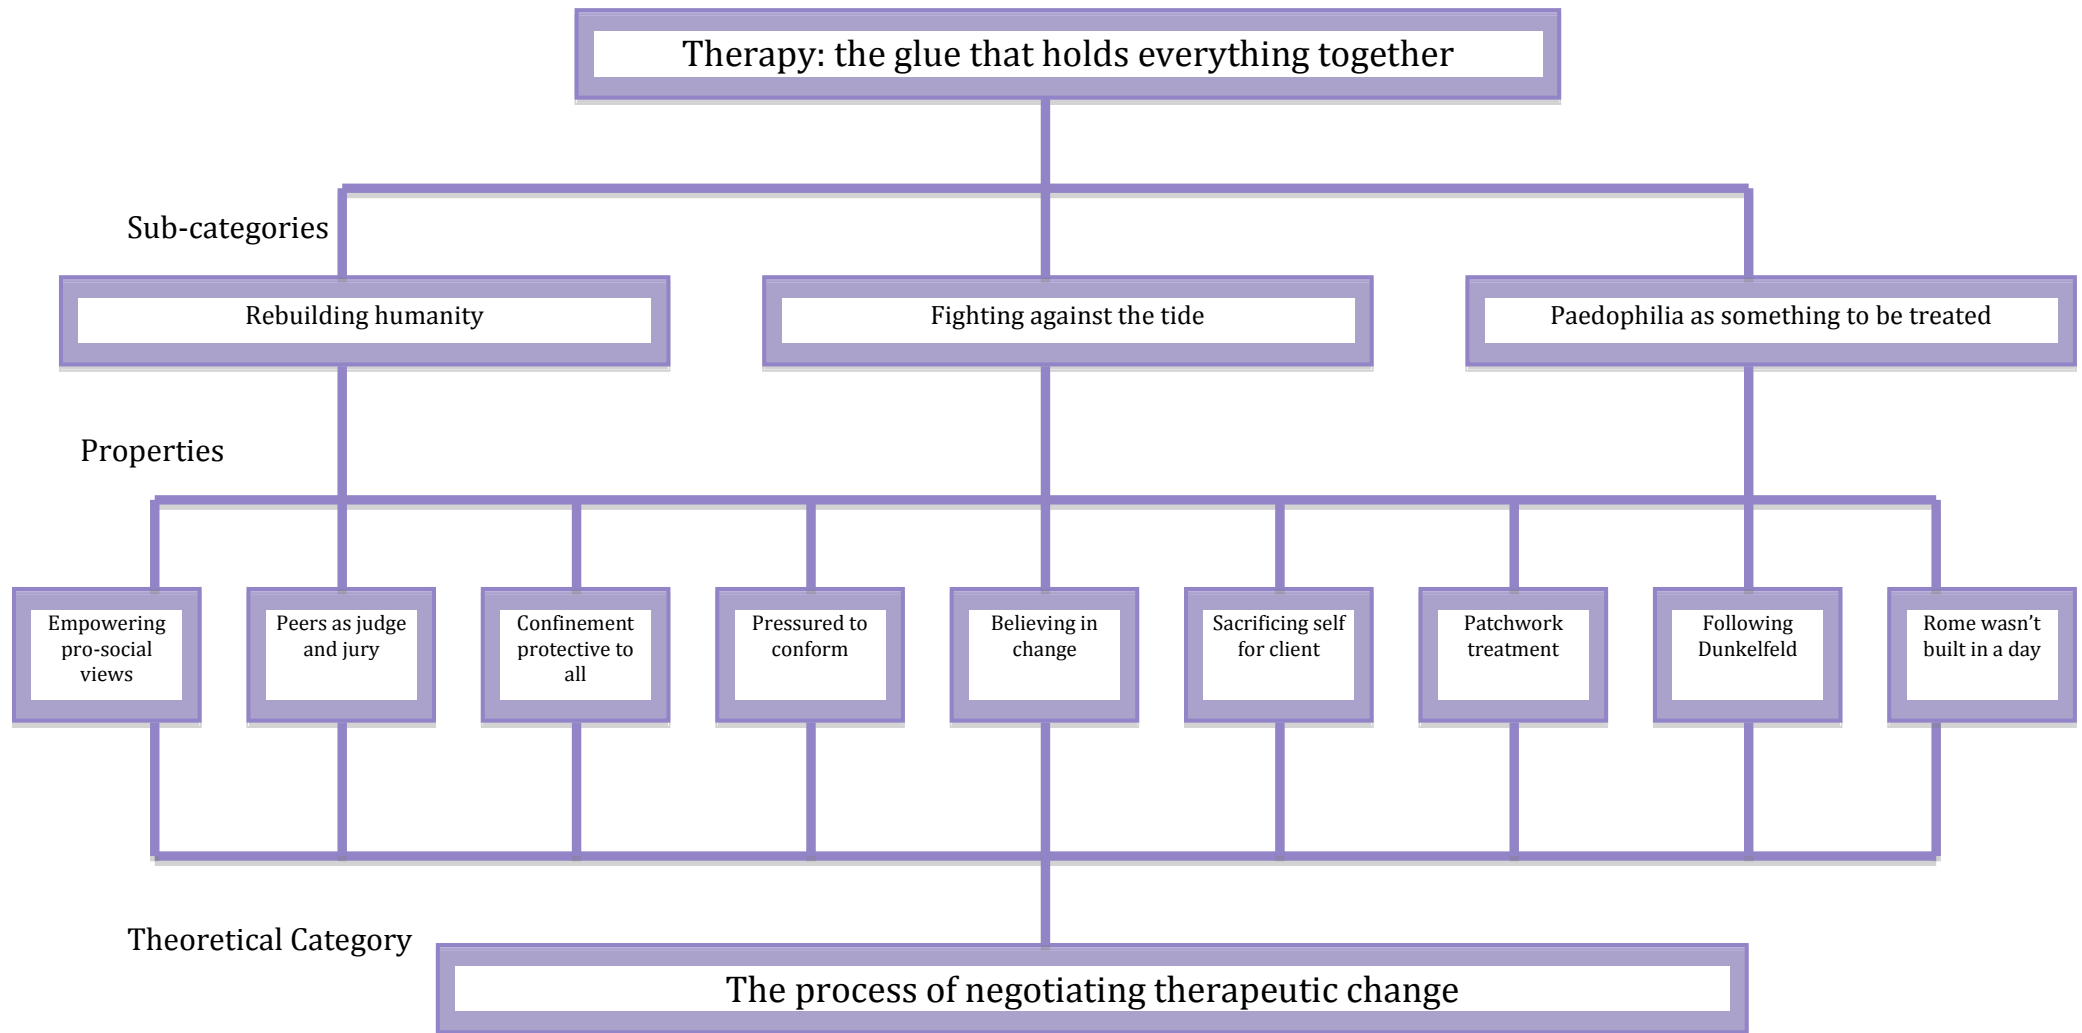 Therapy: the glue that holds everything together
Sub-categories
Rebuilding humanity
Fighting against the tide
Paedophilia as something to be treated
Properties
Empowering
pro-social
views
Peers as judge
and jury
Confinement
protective to
all
Pressured to
conform
Believing in
change
Sacrificing self
for client
Patchwork
treatment
Following
Dunkelfeld
Rome wasn’t
built in a day
Theoretical Category
The process of negotiating therapeutic change